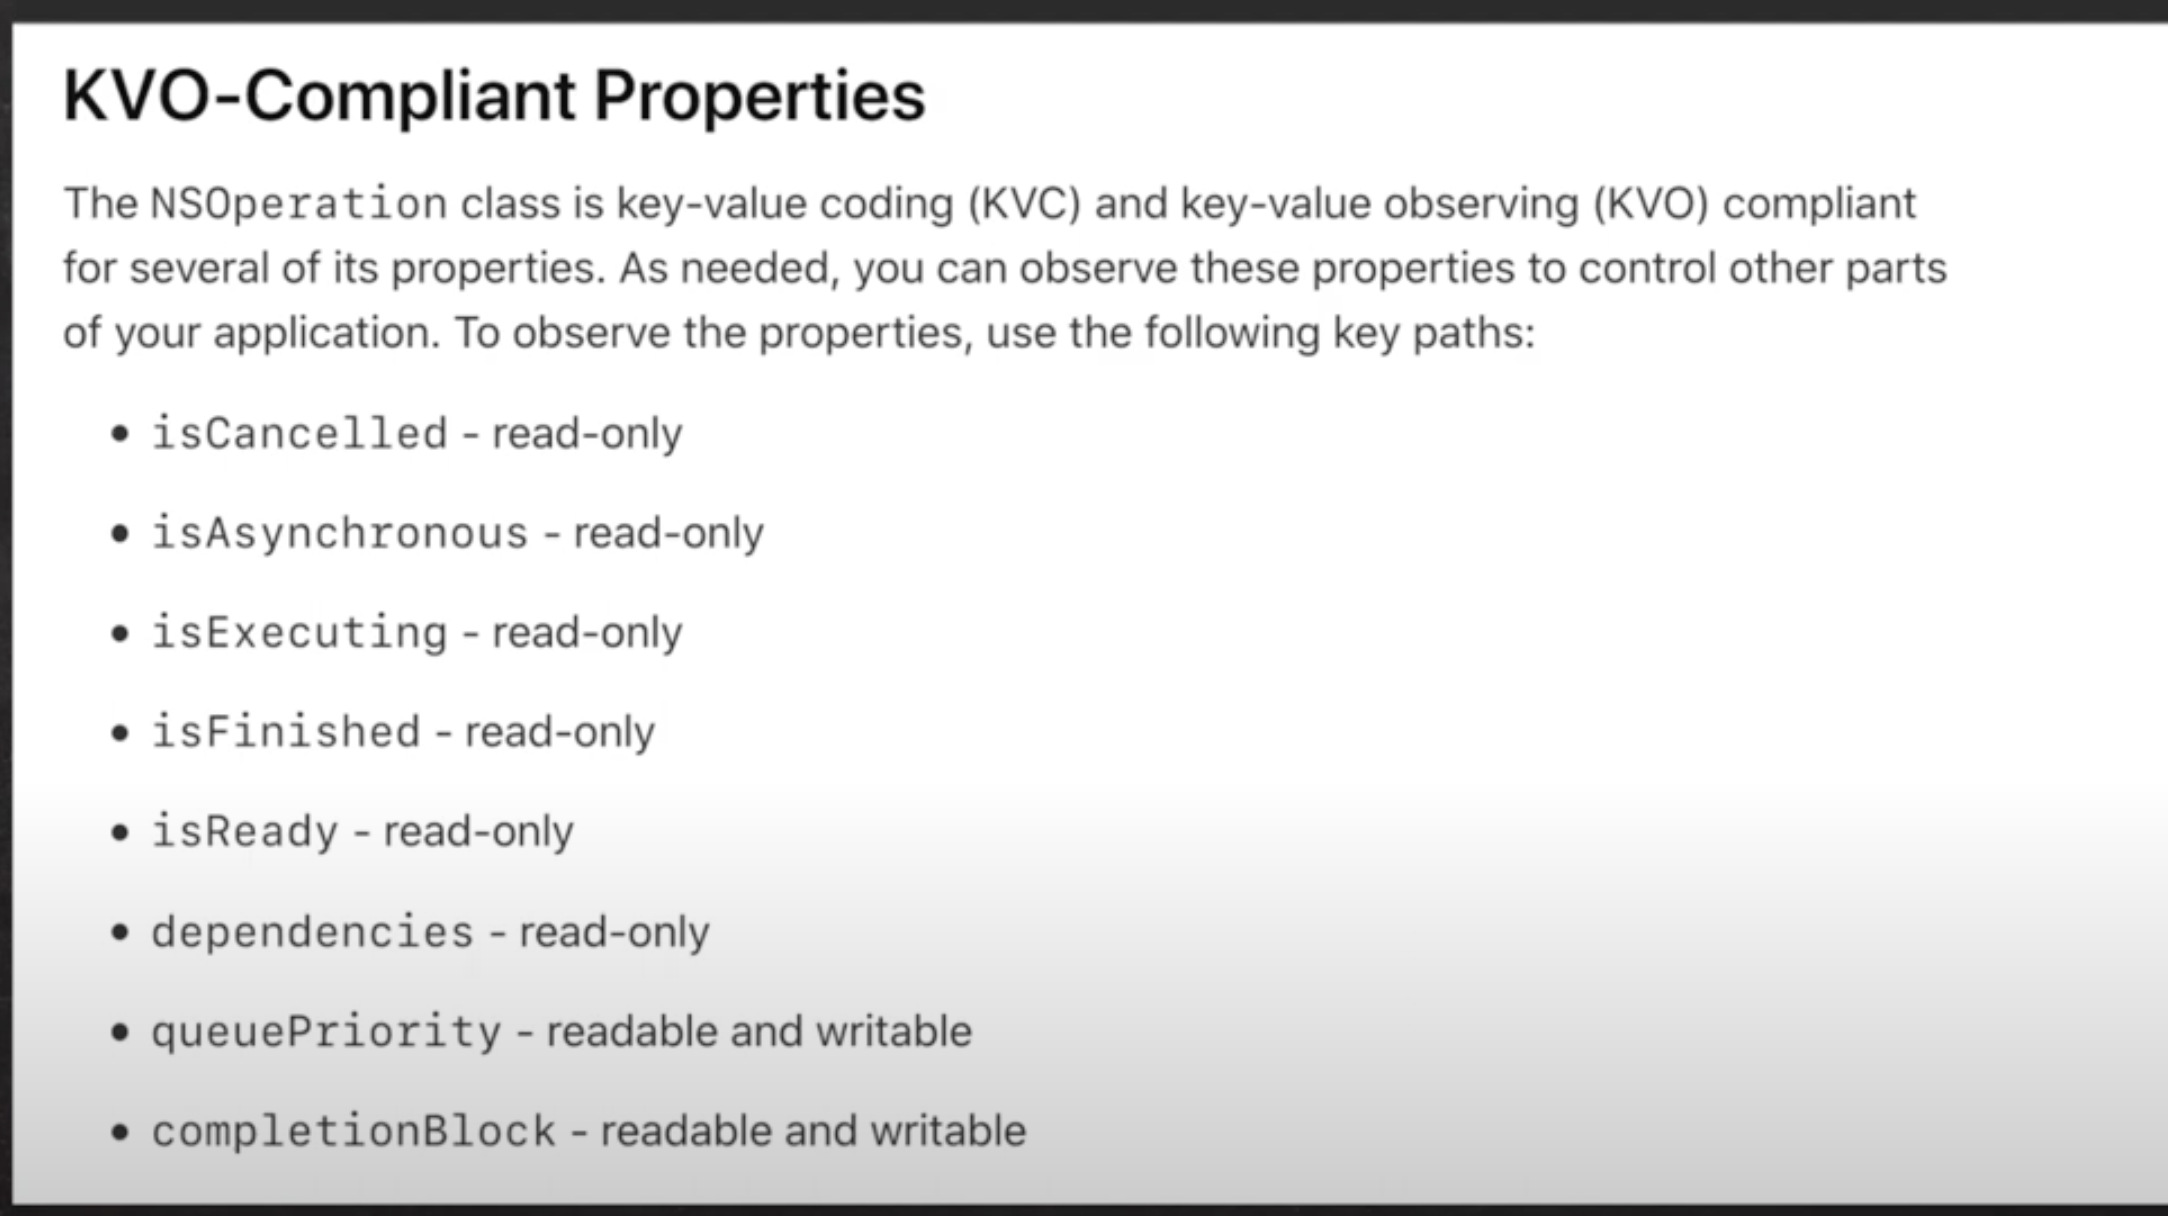 KVO-Compliant Properties
The NSOperation class is key-value coding (KVC) and key-value observing (KVO) compliant
for several of its properties. As needed, you can observe these properties to control other parts
of your application. To observe the properties, use the following key paths:
• isCancelled - read-only
• isAsynchronous - read-only
• isExecuting - read-only
• isFinished - read-only
• isReady - read-only
• dependencies - read-only
• queuePriority - readable and writable
• completionBlock - readable and writable